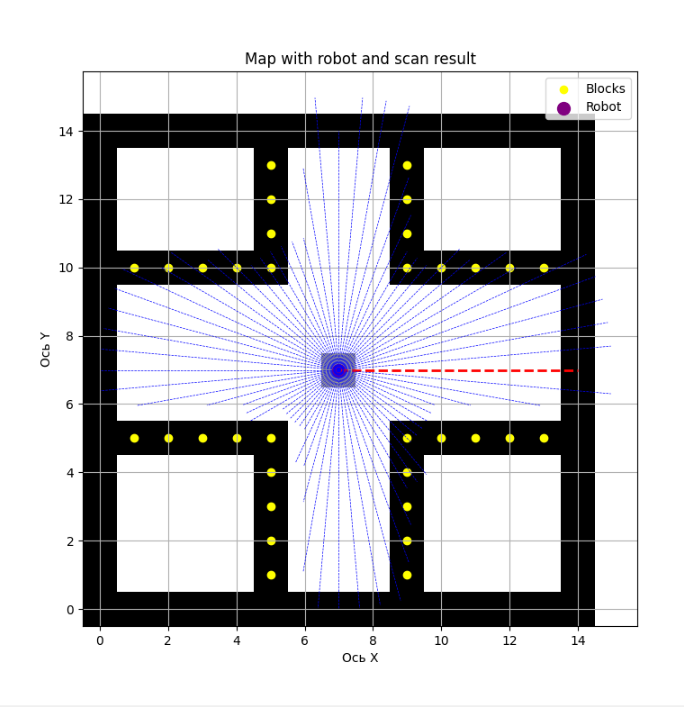 Map with robot and scan result
Blocks
Robot
Ось Y
14
12
10
8
6
4
2
0
0 2 4 6 8 10 12 14
Ось X